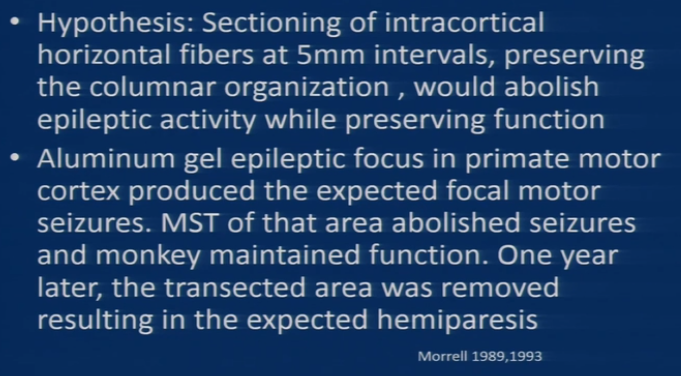 • Hypothesis: Sectioning of intracortical
horizontal fibers at 5mm intervals, preserving
the columnar organization , would abolish
epileptic activity while preserving function
• Aluminum gel epileptic focus in primate motor
cortex produced the expected focal motor
seizures. MST of that area abolished seizures
and monkey maintained function. One year
later, the transected area was removed
resulting in the expected hemiparesis
Morrell 1989,1993